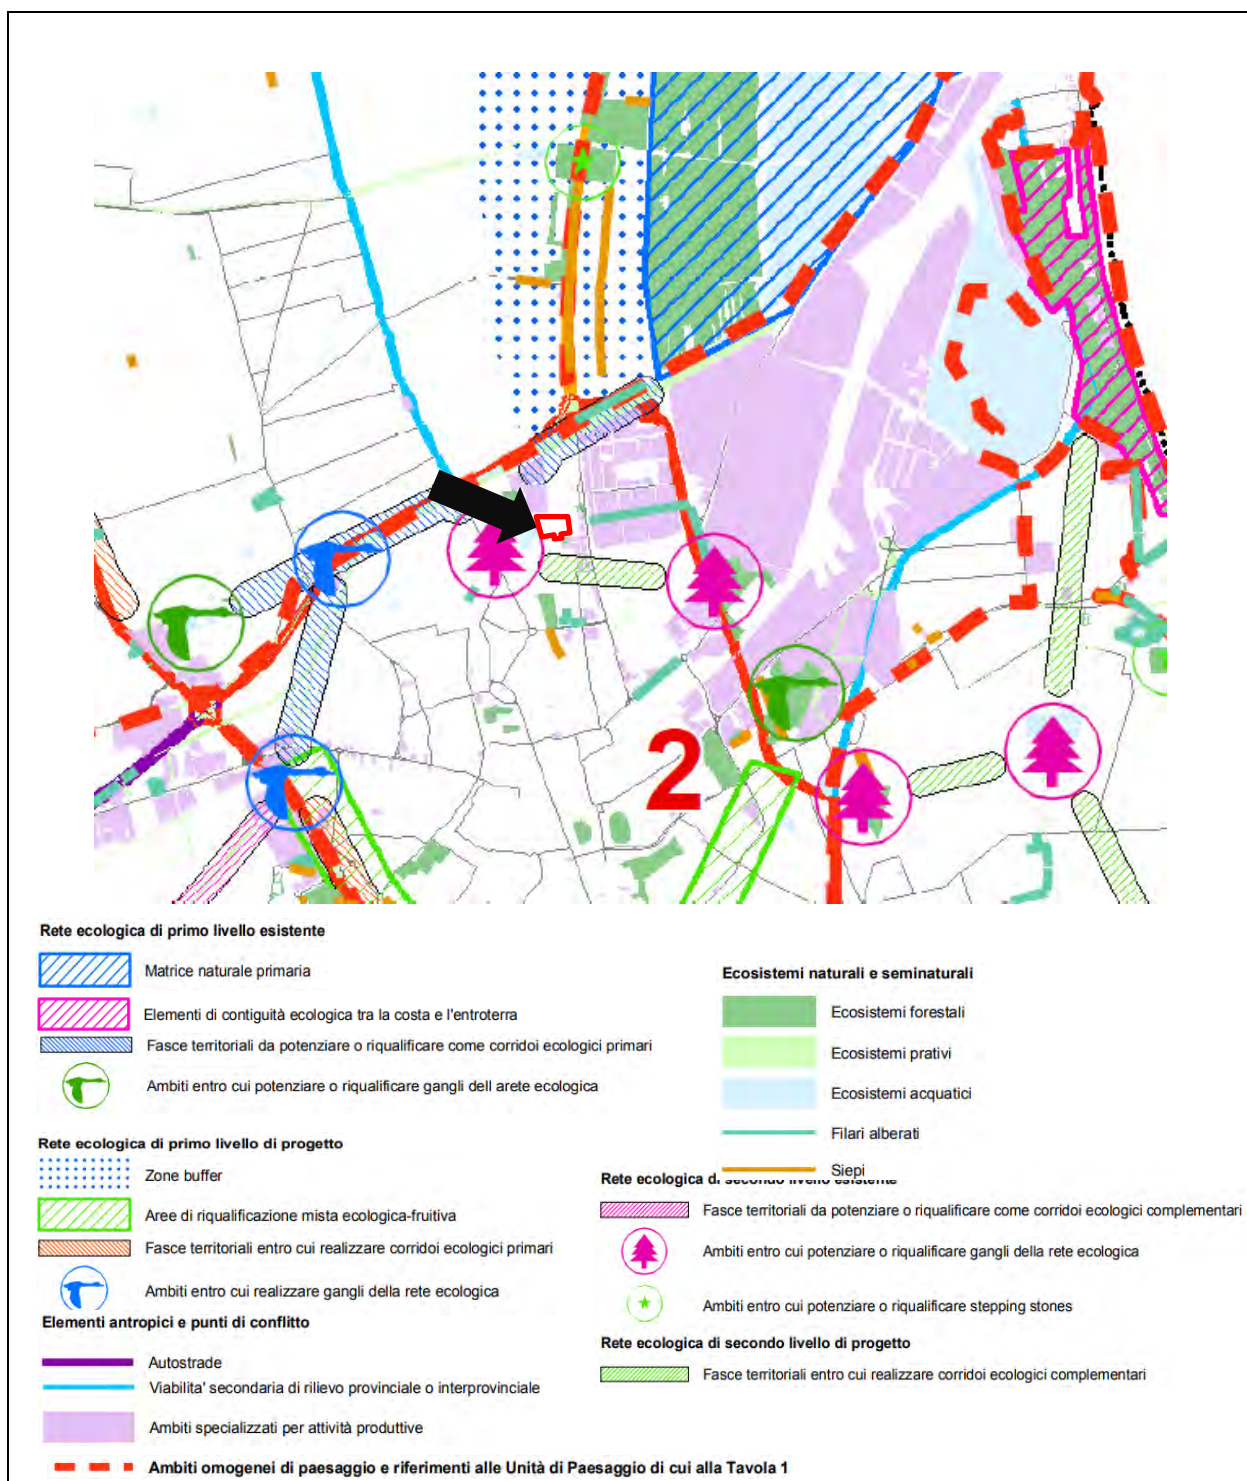 2
Rete ecologica di primo livello esistente
Matrice naturale primaria
Elementi di contiguità ecologica tra la costa e l'entroterra
Fasce territoriali da potenziare o riqualificare come corridoi ecologici primari
Ambiti entro cui potenziare o riqualificare gangli dell arete ecologica
Rete ecologica di primo livello di progetto
Zone buffer
Aree di riqualificazione mista ecologica-fruitiva
Fasce territoriali entro cui realizzare corridoi ecologici primari
Ambiti entro cui realizzare gangli della rete ecologica
Elementi antropici e punti di conflitto
Autostrade
Viabilita' secondaria di rilievo provinciale o interprovinciale
Ambiti specializzati per attività produttive
Ambiti omogenei di paesaggio e riferimenti alle Unità di Paesaggio di cui alla Tavola 1
Ecosistemi naturali e seminaturali
Ecosistemi forestali
Ecosistemi prativi
Ecosistemi acquatici
Filari alberati
Siepi
Rete ecologica di secondo livello esistente
Fasce territoriali da potenziare o riqualificare come corridoi ecologici complementari
Ambiti entro cui potenziare o riqualificare gangli della rete ecologica
Ambiti entro cui potenziare o riqualificare stepping stones
Rete ecologica di secondo livello di progetto
Fasce territoriali entro cui realizzare corridoi ecologici complementari